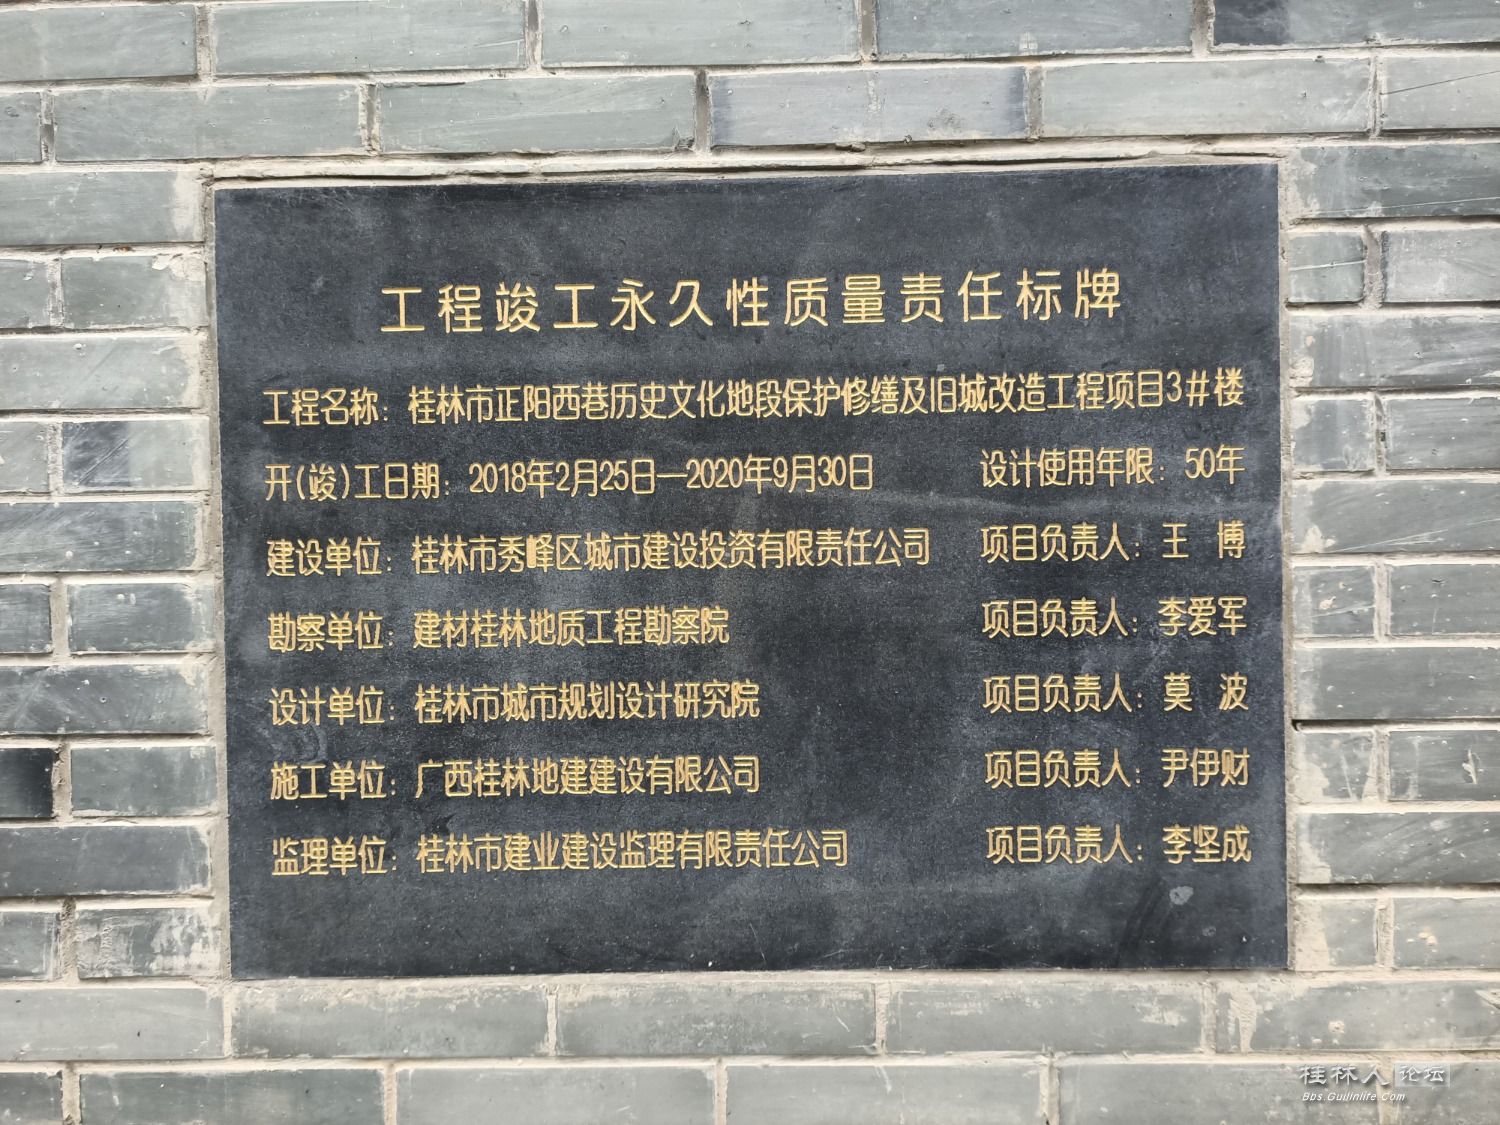 工程竣工永久性质量责任标牌
工程名称：桂林市正阳西巷历史文化地段保护修缮及旧城改造工程项目3#楼
开(竣)工日期：2018年2月25日—2020年9月30日 设计使用年限：50年
建设单位：桂林市秀峰区城市建设投资有限责任公司 项目负责人：王 博
勘察单位：建材桂林地质工程勘察院 项目负责人：李爱军
设计单位：桂林市城市规划设计研究院 项目负责人：莫 波
施工单位：广西桂林地建建设有限公司 项目负责人：尹伊财
监理单位：桂林市建业建设监理有限责任公司 项目负责人：李坚成
桂林人论坛
Bbs.Guilinlife.Com